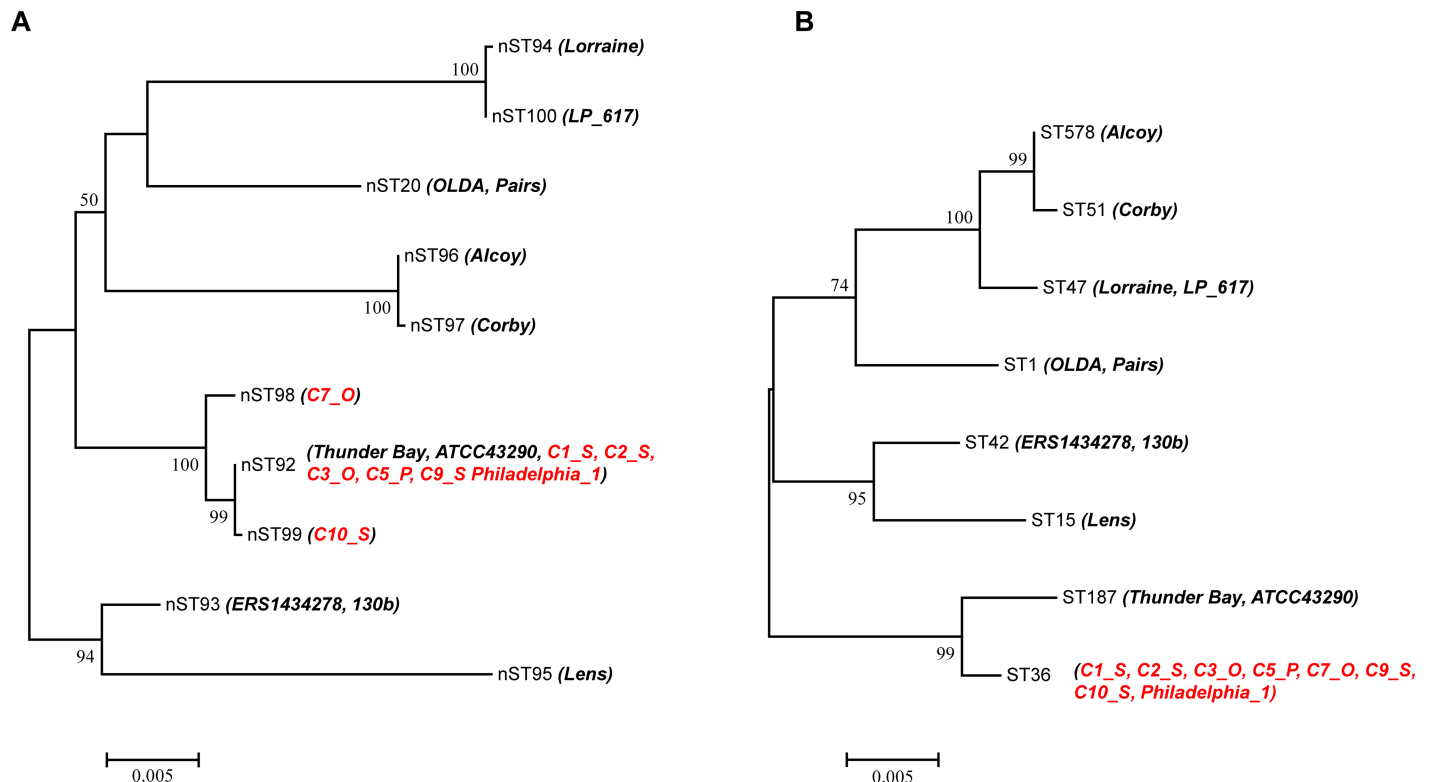 A
nST94 (Lorraine)
100
nST100 (LP_617)
nST20 (OLDA, Pairs)
50
nST96 (Alcoy)
100
nST97 (Corby)
nST98 (C7_O)
nST92 (Thunder Bay, ATCC43290, C1_S, C2_S,
C3_O, C5_P, C9_S Philadelphia_1)
100
99
nST99 (C10_S)
nST93 (ERS1434278, 130b)
94
nST95 (Lens)
0.005
B
ST578 (Alcoy)
99
ST51 (Corby)
100
ST47 (Lorraine, LP_617)
74
ST1 (OLDA, Pairs)
ST42 (ERS1434278, 130b)
95
ST15 (Lens)
ST187 (Thunder Bay, ATCC43290)
99
ST36 (C1_S, C2_S, C3_O, C5_P, C7_O, C9_S,
C10_S, Philadelphia_1)
0.005